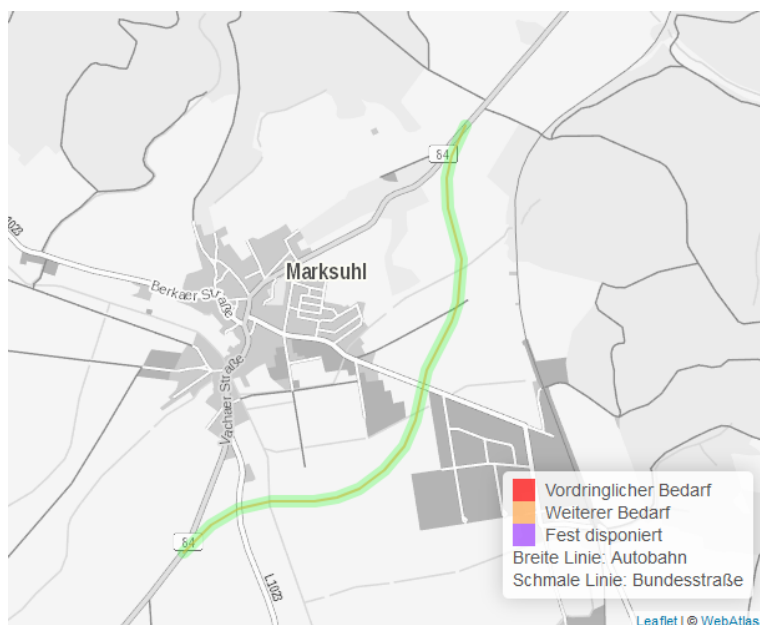 84
L1023
Marksuhl
Berkaer Straße
Vachaer Straße
84
L1023
Vordringlicher Bedarf
Weiterer Bedarf
Fest disponiert
Breite Linie: Autobahn
Schmale Linie: Bundesstraße
Leaflet | © WebAtlas